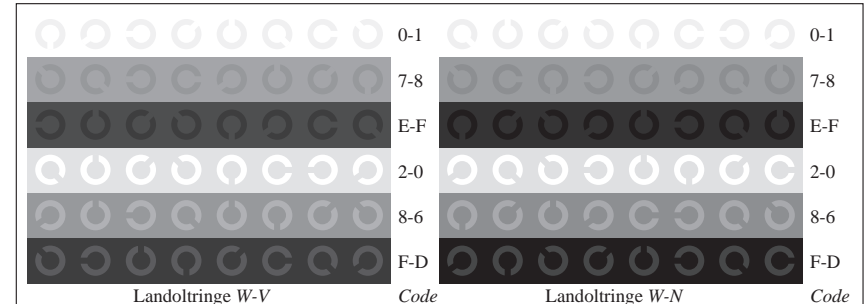 0-1 0-1
7-8 7-8
E-F E-F
2-0 2-0
8-6 8-6
F-D F-D
Landoltringe W-V Code Landoltringe W-N Code